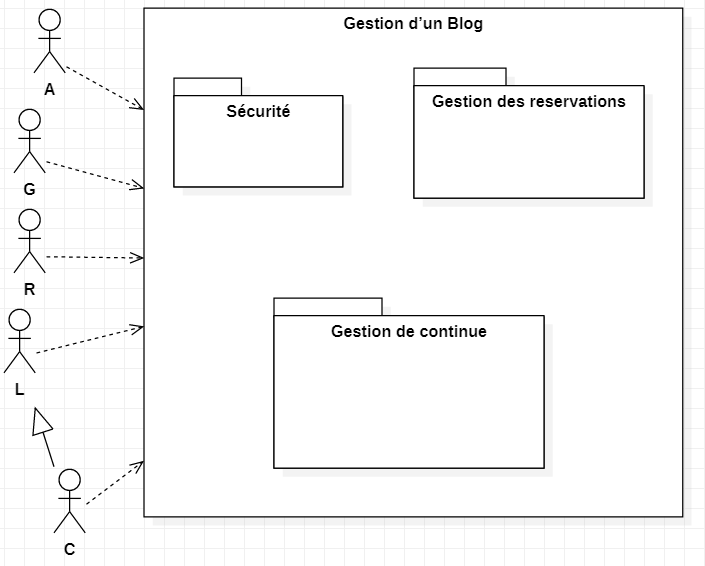 Gestion d’un Blog
A
Sécurité
Gestion des reservations
G
R
L
Gestion de continue
C